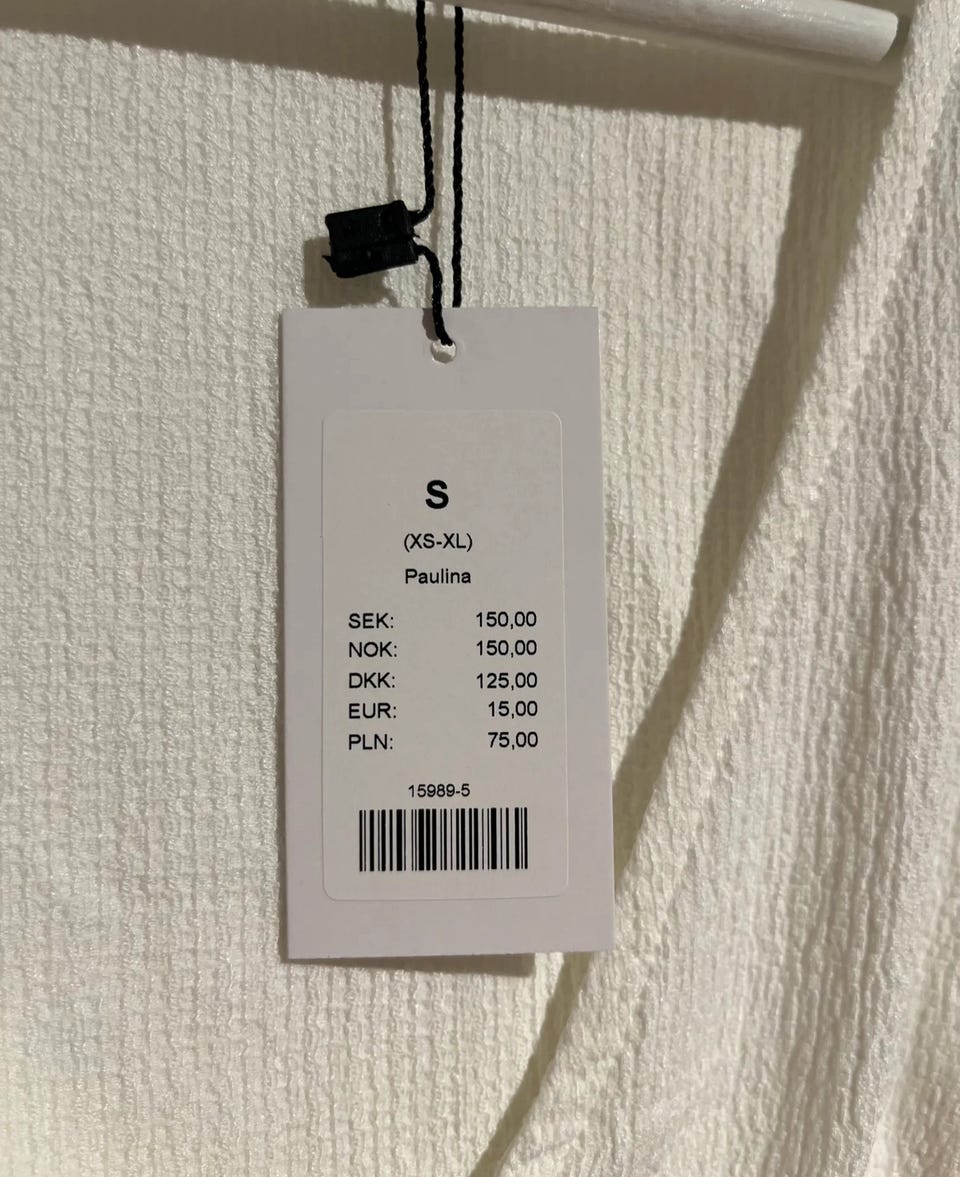 S
(XS-XL)
Paulina
SEK: 150,00
NOK: 150,00
DKK: 125,00
EUR: 15,00
PLN: 75,00
15989-5